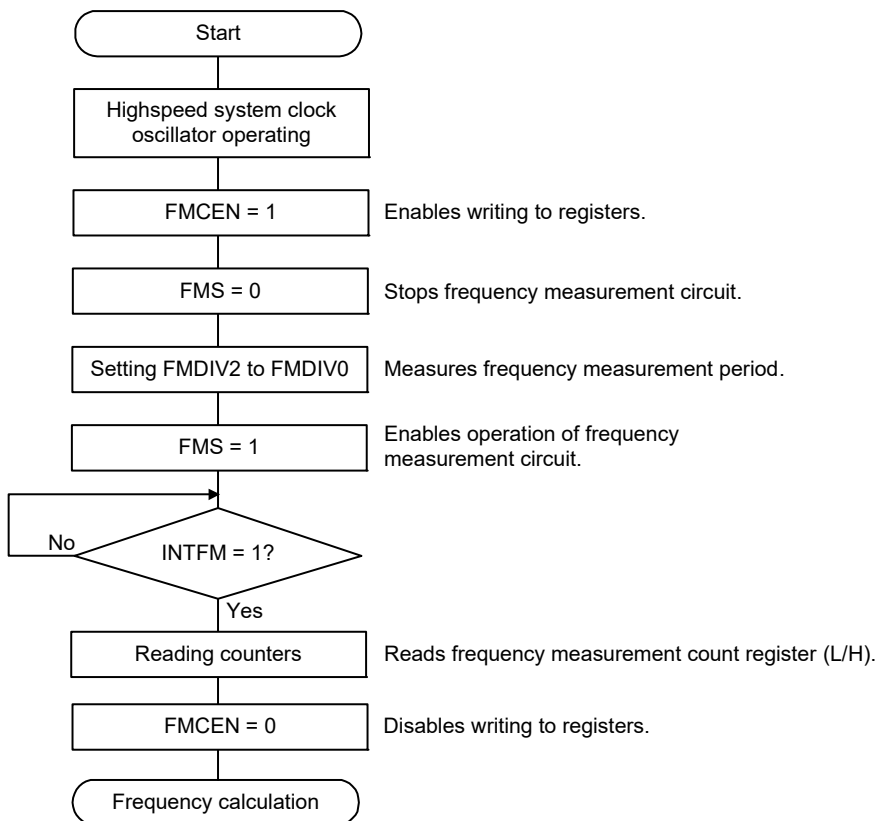 Start
Highspeed system clock
oscillator operating
FMCEN = 1
Enables writing to registers.
FMS = 0
Stops frequency measurement circuit.
Setting FMDIV2 to FMDIV0
Measures frequency measurement period.
FMS = 1
Enables operation of frequency
measurement circuit.
No
INTFM = 1?
Yes
Reading counters
Reads frequency measurement count register (L/H).
FMCEN = 0
Disables writing to registers.
Frequency calculation